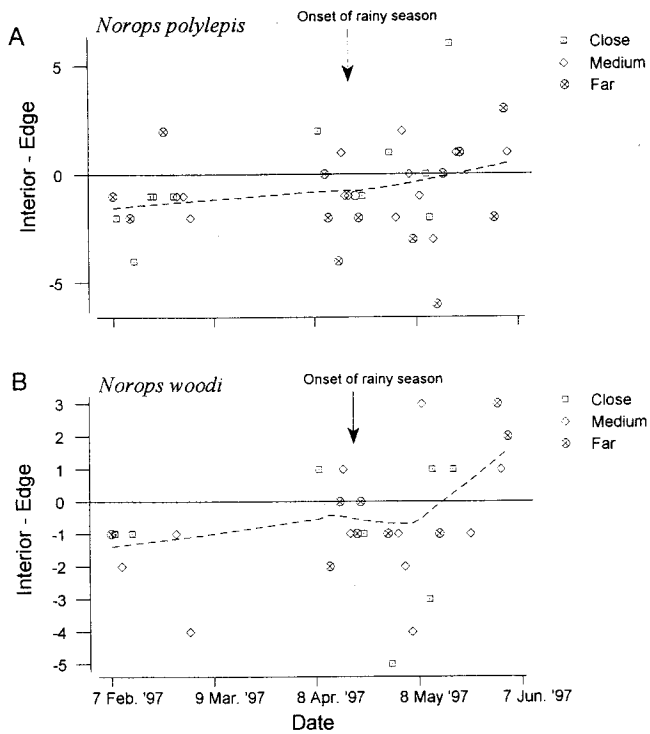 A
Norops polylepis
Onset of rainy season
Close
Medium
Far
5
0
-5
Interior - Edge
B
Norops woodi
Onset of rainy season
Close
Medium
Far
3
2
1
0
-1
-2
-3
-4
-5
Interior - Edge
7 Feb. '97
9 Mar. '97
8 Apr. '97
8 May '97
7 Jun. '97
Date